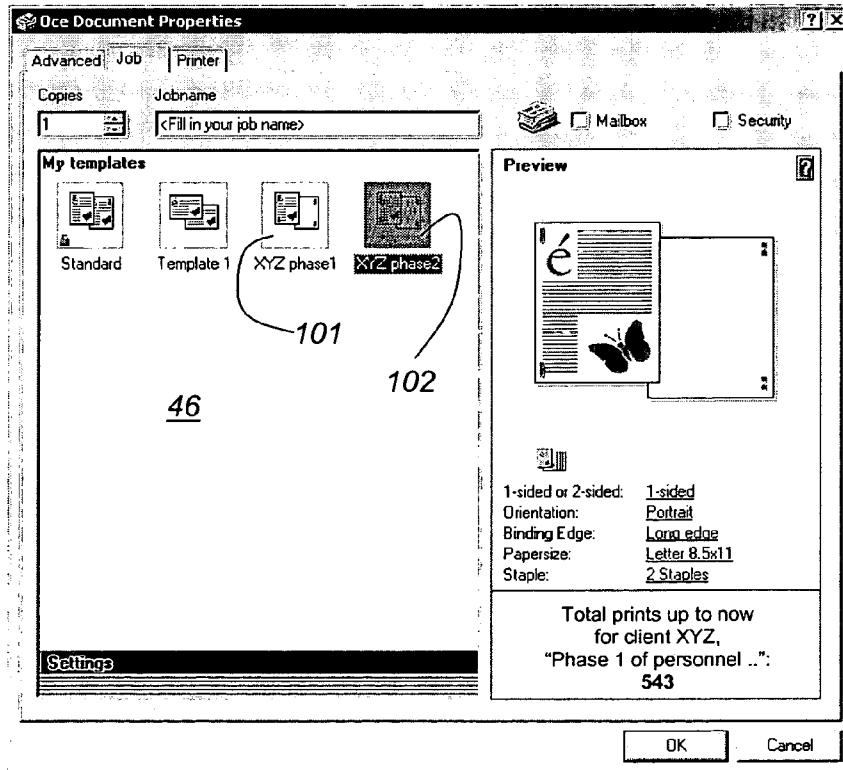 Oce Document Properties
Advanced Job Printer
Copies Jobname
1 <Fill in your job name> Mailbox Security
My templates Preview
Standard Template 1 XYZ phase1 XYZ phase2
é
101
102
46
1-sided or 2-sided: 1-sided
Orientation: Portrait
Binding Edge: Long edge
Papersize: Letter 8.5x11
Staple: 2 Staples
Total prints up to now
for client XYZ,
"Phase 1 of personnel ..":
543
Settings
OK Cancel